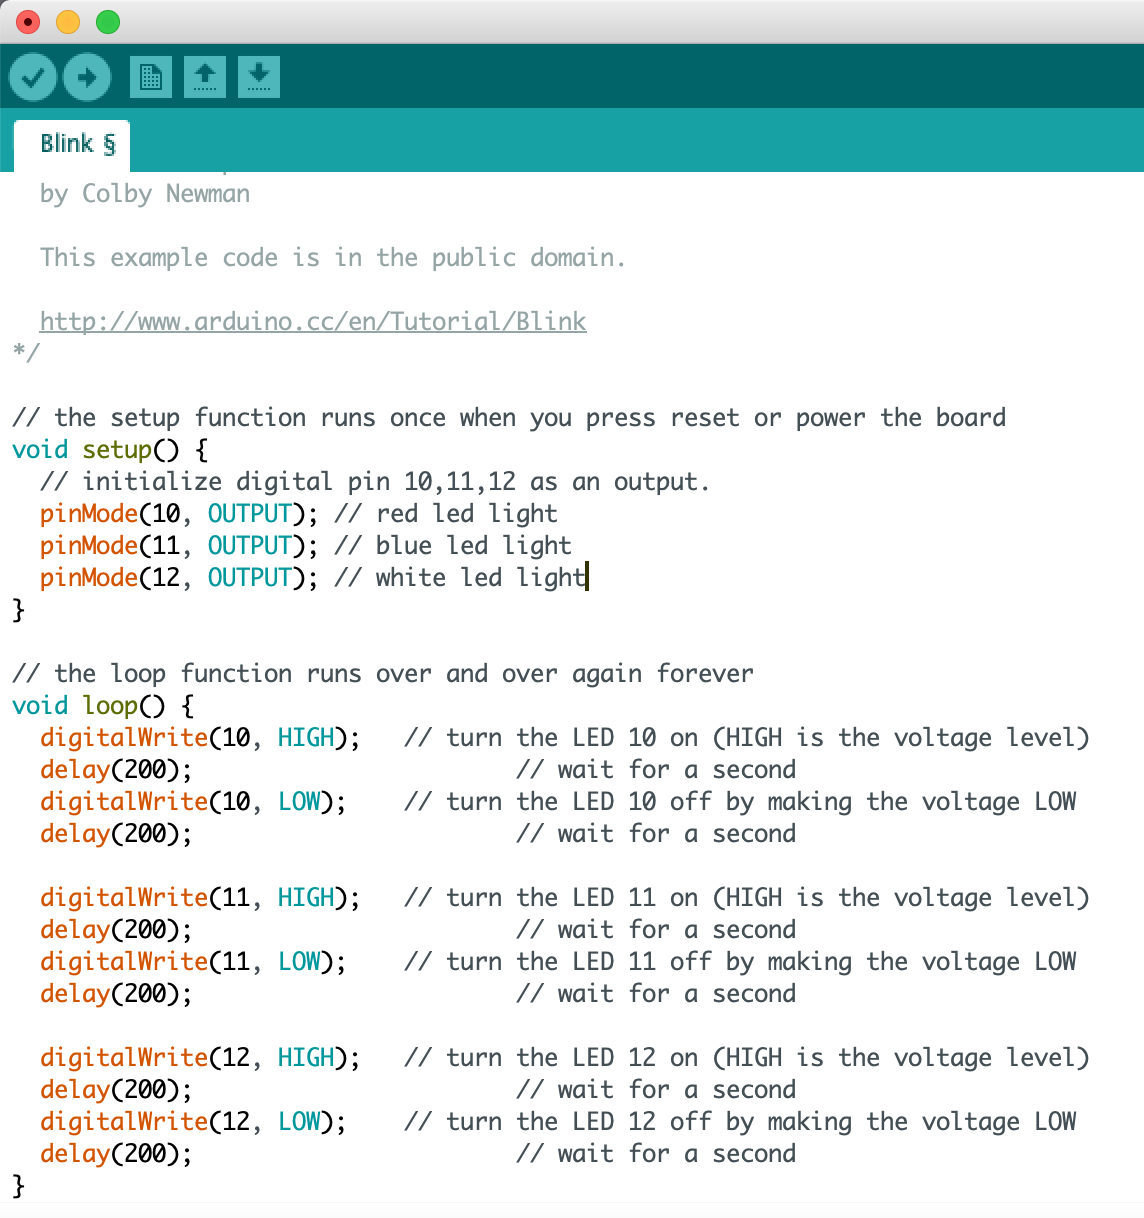 Blink §
by Colby Newman
This example code is in the public domain.
http://www.arduino.cc/en/Tutorial/Blink
*/
// the setup function runs once when you press reset or power the board
void setup() {
  // initialize digital pin 10,11,12 as an output.
  pinMode(10, OUTPUT); // red led light
  pinMode(11, OUTPUT); // blue led light
  pinMode(12, OUTPUT); // white led light
}
// the loop function runs over and over again forever
void loop() {
  digitalWrite(10, HIGH);   // turn the LED 10 on (HIGH is the voltage level)
  delay(200);                       // wait for a second
  digitalWrite(10, LOW);    // turn the LED 10 off by making the voltage LOW
  delay(200);                       // wait for a second
  digitalWrite(11, HIGH);   // turn the LED 11 on (HIGH is the voltage level)
  delay(200);                       // wait for a second
  digitalWrite(11, LOW);    // turn the LED 11 off by making the voltage LOW
  delay(200);                       // wait for a second
  digitalWrite(12, HIGH);   // turn the LED 12 on (HIGH is the voltage level)
  delay(200);                       // wait for a second
  digitalWrite(12, LOW);    // turn the LED 12 off by making the voltage LOW
  delay(200);                       // wait for a second
}